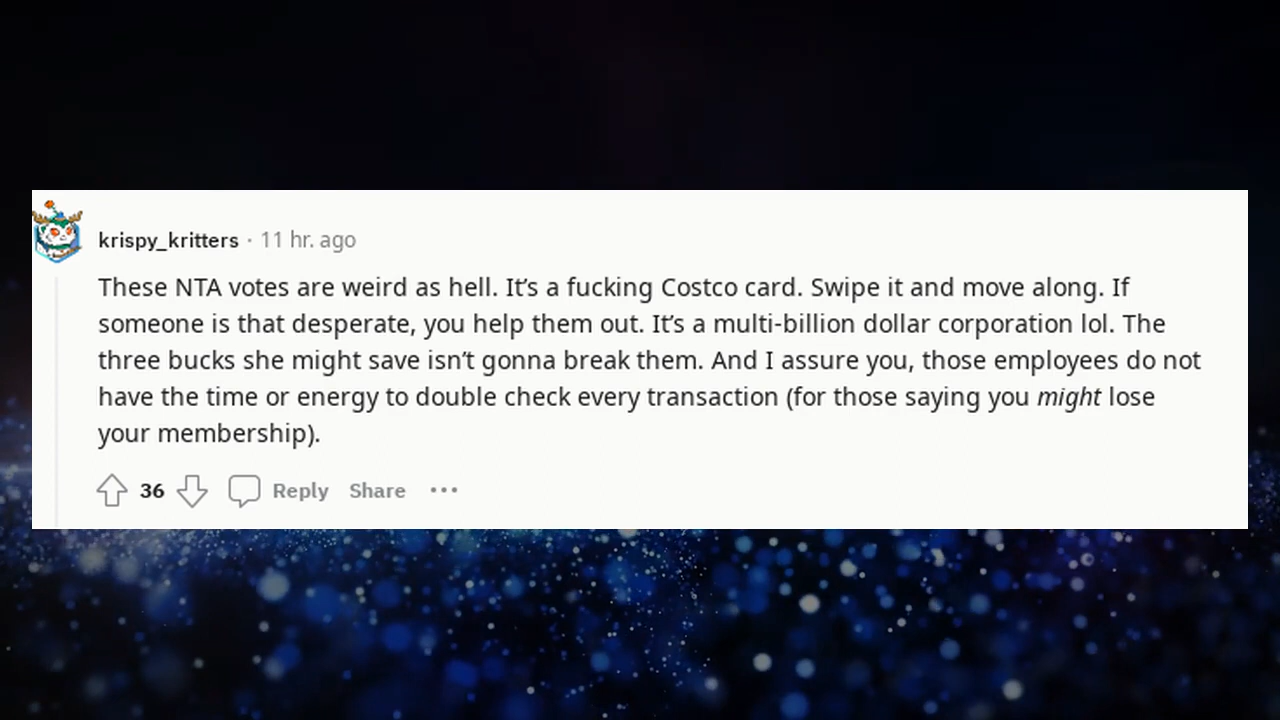 krispy_kritters · 11 hr. ago
These NTA votes are weird as hell. It’s a fucking Costco card. Swipe it and move along. If
someone is that desperate, you help them out. It’s a multi-billion dollar corporation lol. The
three bucks she might save isn’t gonna break them. And I assure you, those employees do not
have the time or energy to double check every transaction (for those saying you might lose
your membership).
36 Reply Share ···